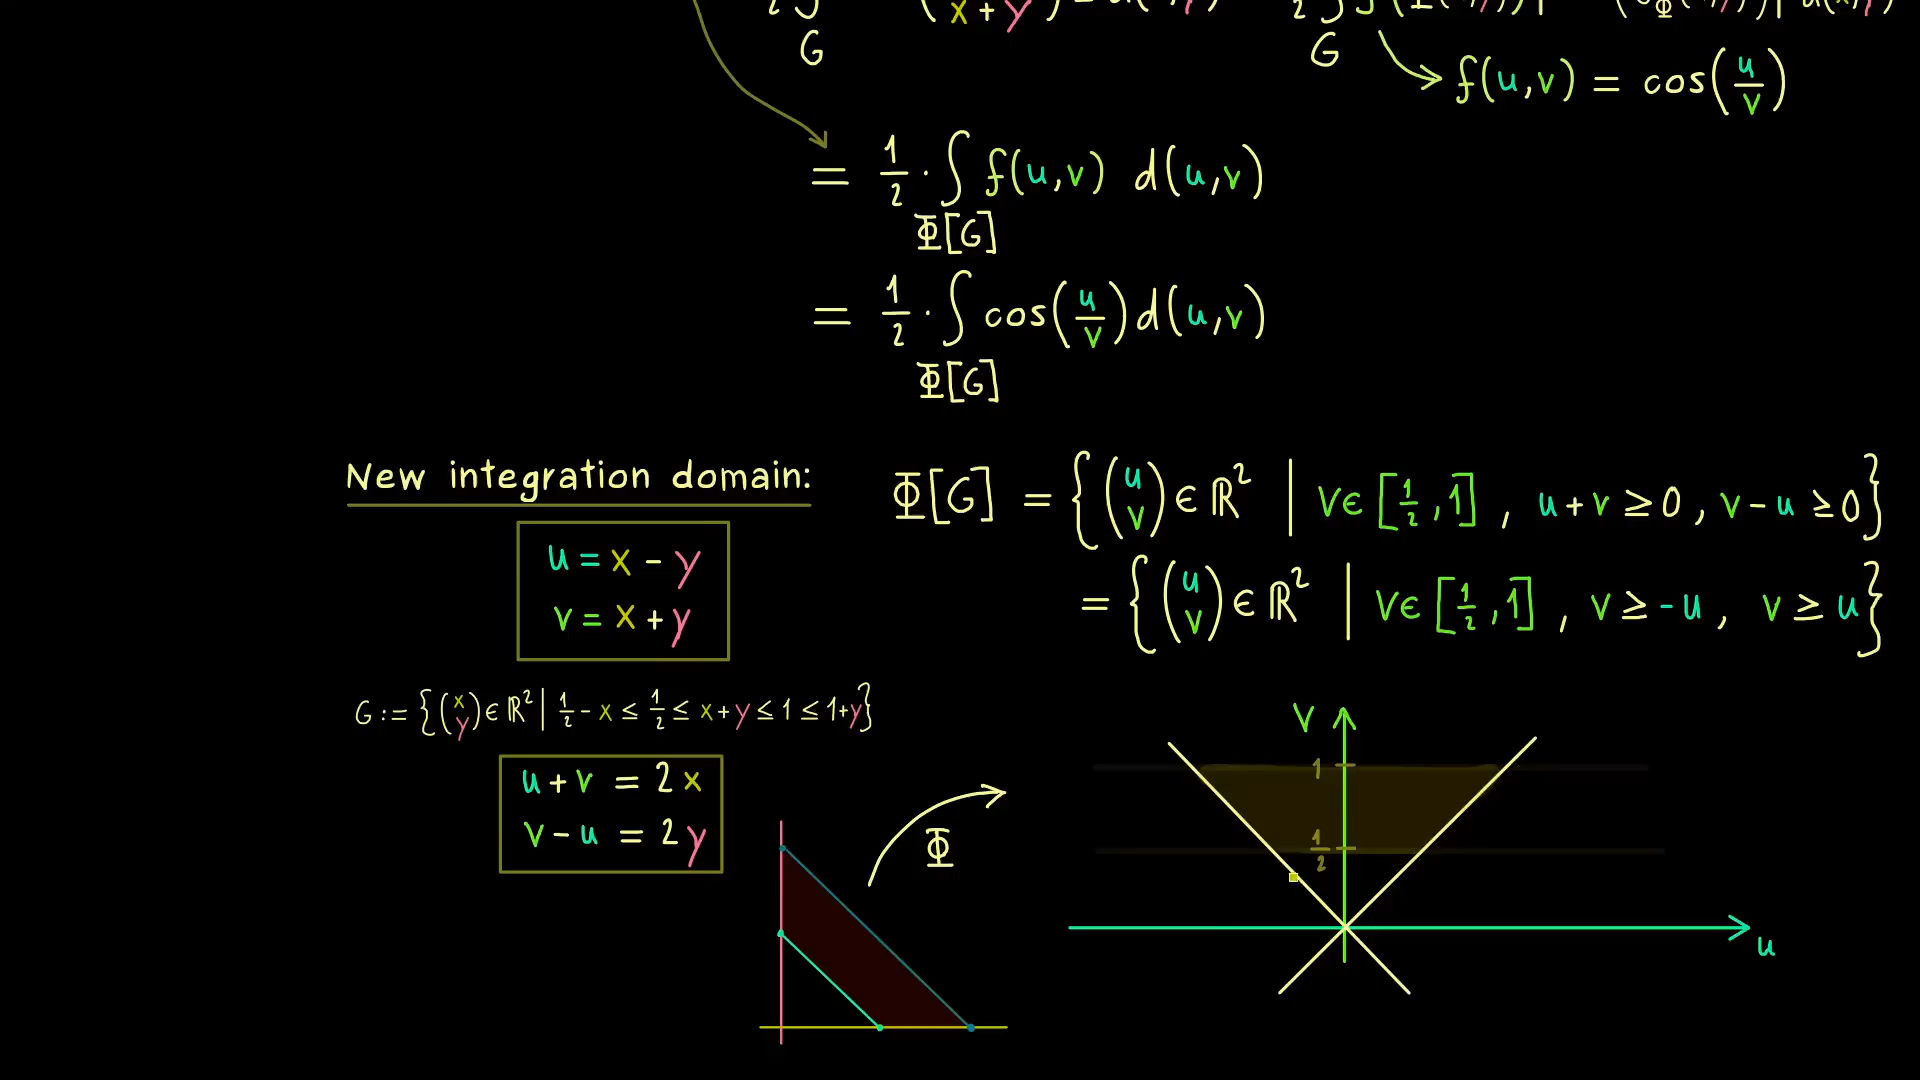 G G
f(u,v) = cos(u/v)
= 1/2 · ∫ f(u,v) d(u,v)
Φ[G]
= 1/2 · ∫ cos(u/v) d(u,v)
Φ[G]
New integration domain:
Φ[G] = {(u v) ∈ ℝ² | v ∈ [1/2, 1], u+v ≥ 0, v-u ≥ 0}
= {(u v) ∈ ℝ² | v ∈ [1/2, 1], v ≥ -u, v ≥ u}
u = x - y
v = x + y
G := {(x y) ∈ ℝ² | 1/2 - x ≤ 1/2 ≤ x+y ≤ 1 ≤ 1+y}
u+v = 2x
v-u = 2y
Φ
v
1
1/2
u